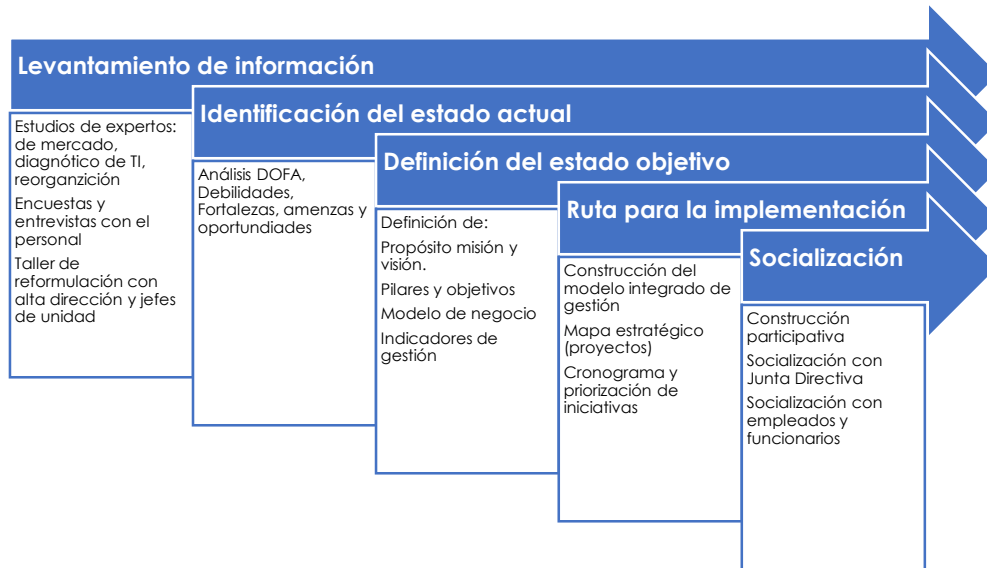 Levantamiento de información
Estudios de expertos:
de mercado,
diagnótico de TI,
reorganzición
Encuestas y
entrevistas con el
personal
Taller de
reformulación con
alta dirección y jefes
de unidad
Identificación del estado actual
Análisis DOFA,
Debilidades,
Fortalezas, amenzas y
oportundiades
Definición del estado objetivo
Definición de:
Propósito misión y
visión.
Pilares y objetivos
Modelo de negocio
Indicadores de
gestión
Ruta para la implementación
Construcción del
modelo integrado de
gestión
Mapa estratégico
(proyectos)
Cronograma y
priorización de
iniciativas
Socialización
Construcción
participativa
Socialización con
Junta Directiva
Socialización con
empleados y
funcionarios